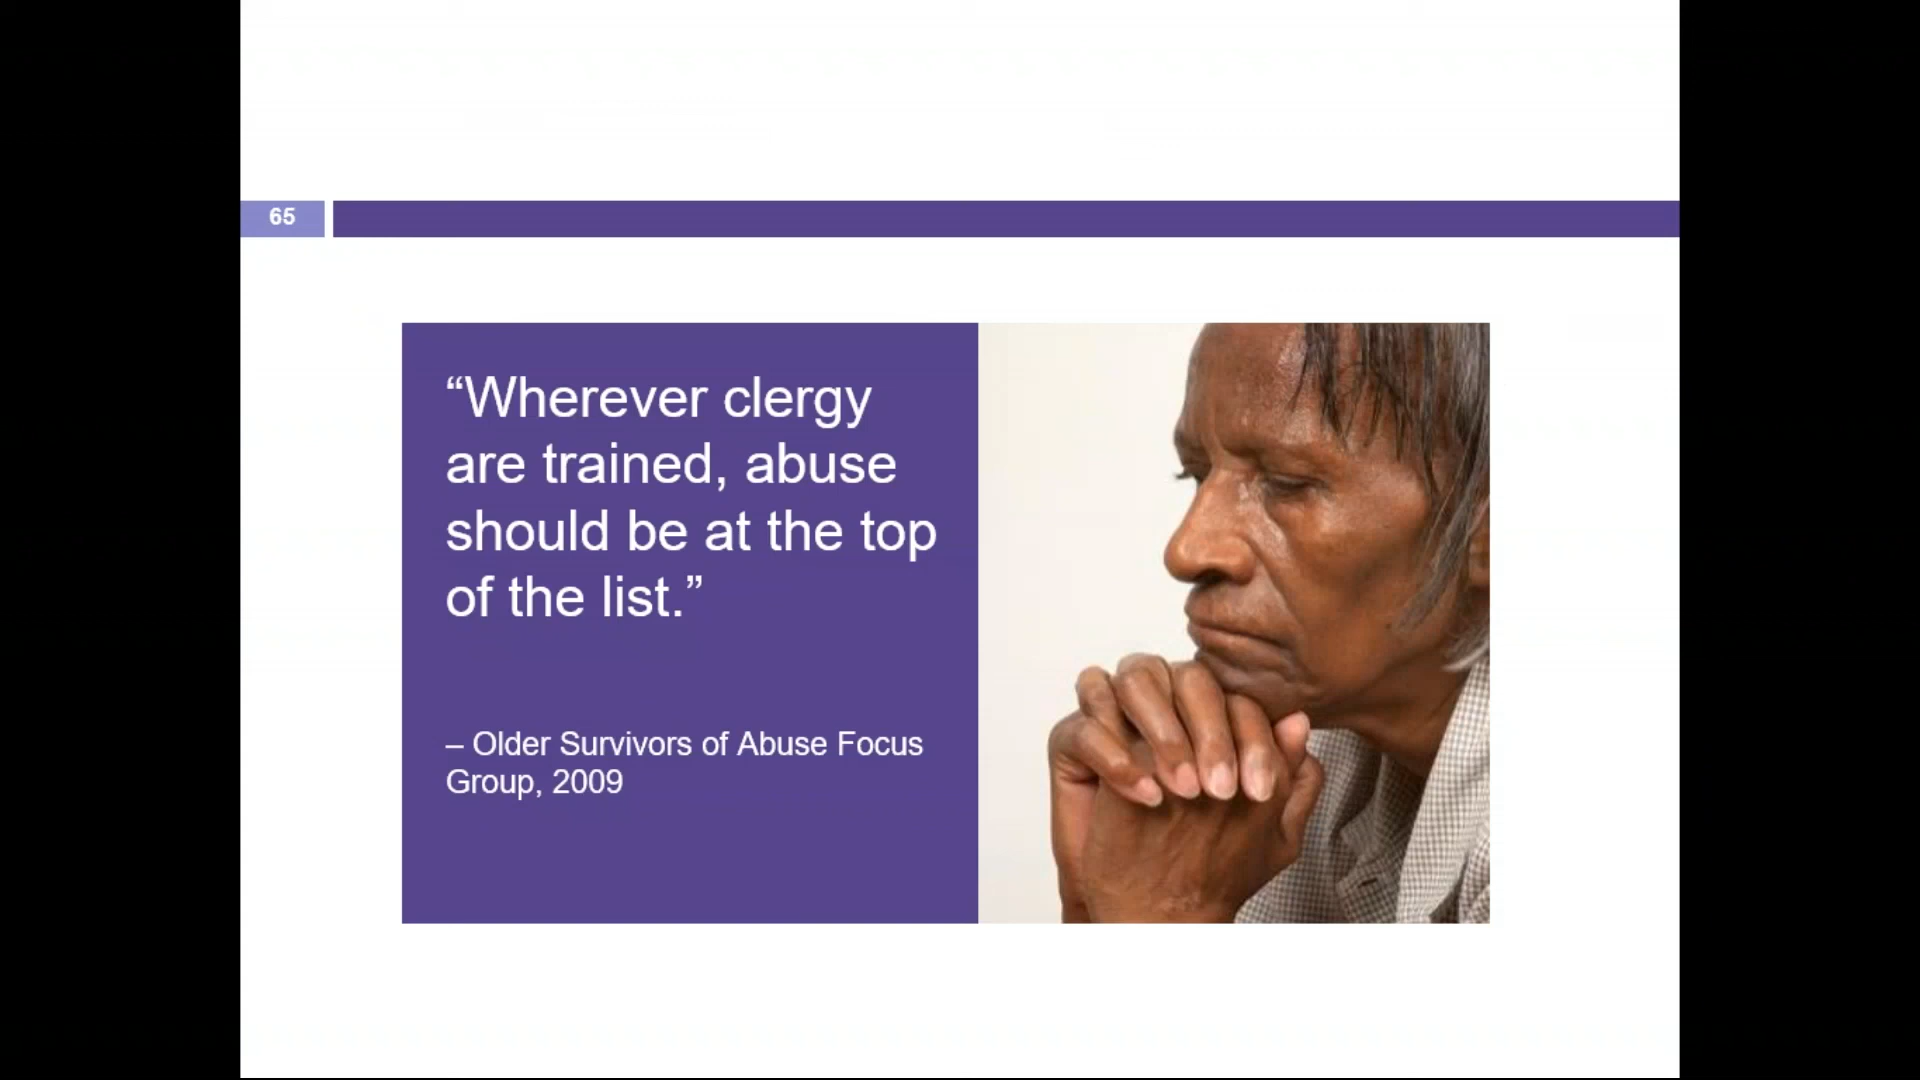 65
“Wherever clergy
are trained, abuse
should be at the top
of the list.”
– Older Survivors of Abuse Focus
Group, 2009